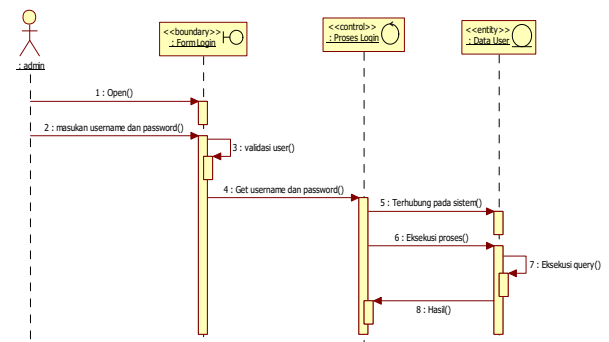 <<boundary>>
: Form Login
<<control>>
: Proses Login
<<entity>>
: Data User
: admin
1 : Open()
2 : masukan username dan password()
3 : validasi user()
4 : Get username dan password()
5 : Terhubung pada sistem()
6 : Eksekusi proses()
7 : Eksekusi query()
8 : Hasil()